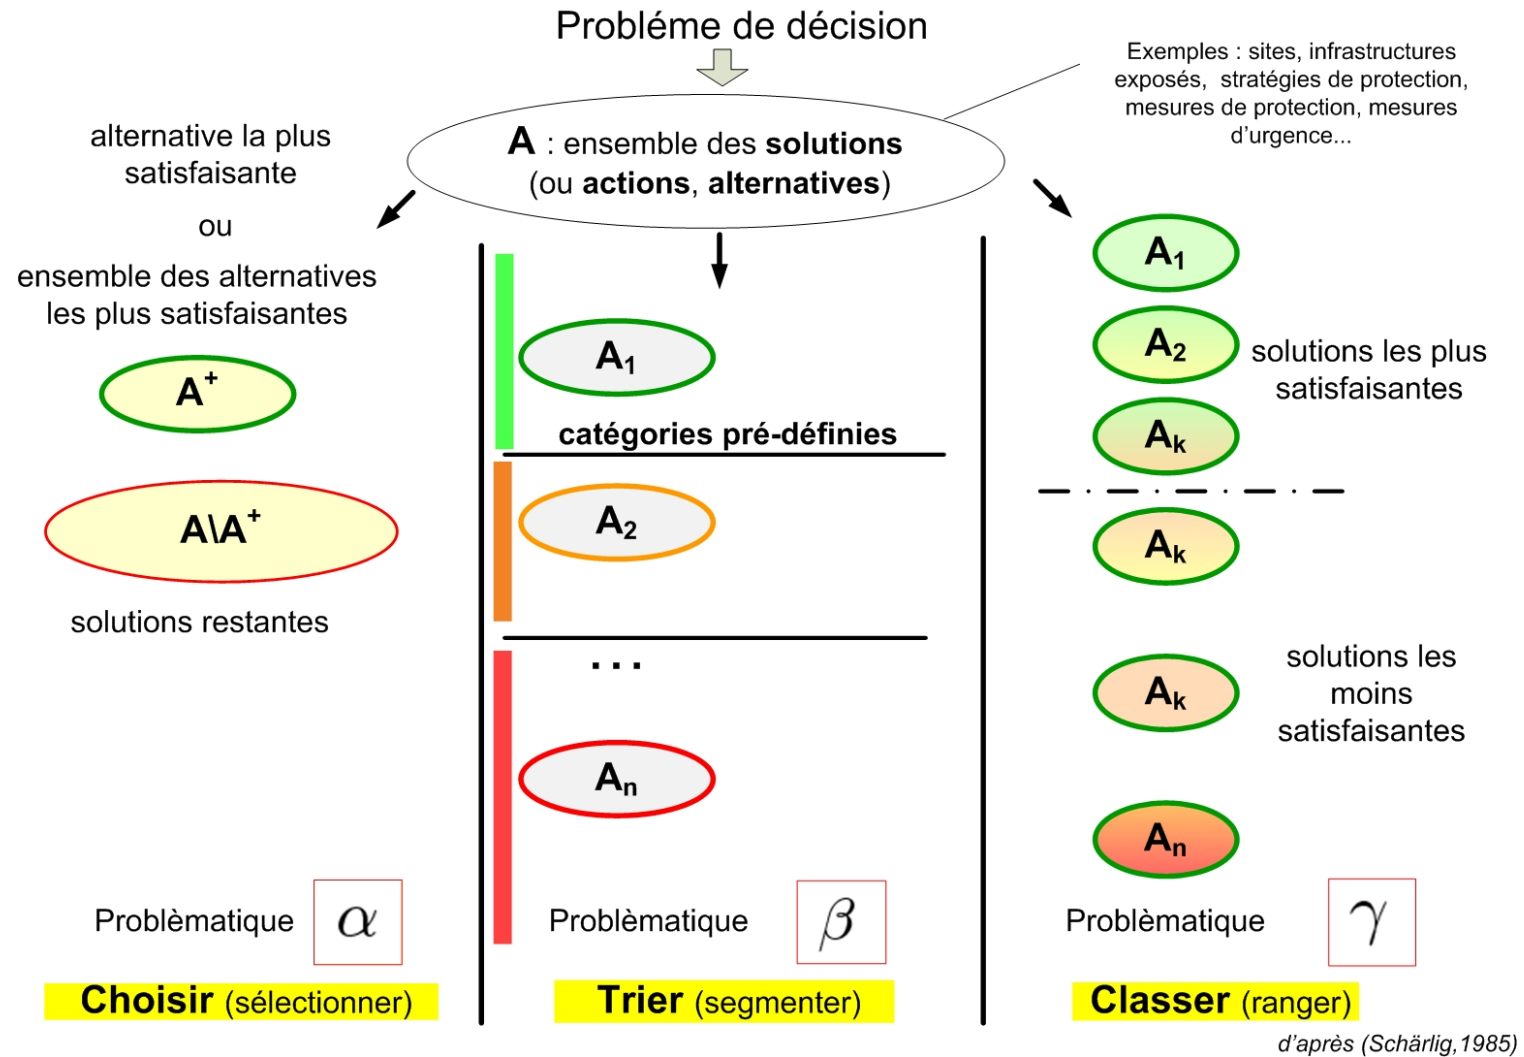 Probléme de décision
Exemples : sites, infrastructures
exposés, stratégies de protection,
mesures de protection, mesures
d'urgence...
A : ensemble des solutions
(ou actions, alternatives)
alternative la plus
satisfaisante
ou
ensemble des alternatives
les plus satisfaisantes
A+
A\A+
solutions restantes
Problèmatique α
Choisir (sélectionner)
A1
catégories pré-définies
A2
...
An
Problèmatique β
Trier (segmenter)
A1
A2
solutions les plus
satisfaisantes
Ak
Ak
solutions les
moins
satisfaisantes
Ak
An
Problèmatique γ
Classer (ranger)
d'après (Schärlig,1985)